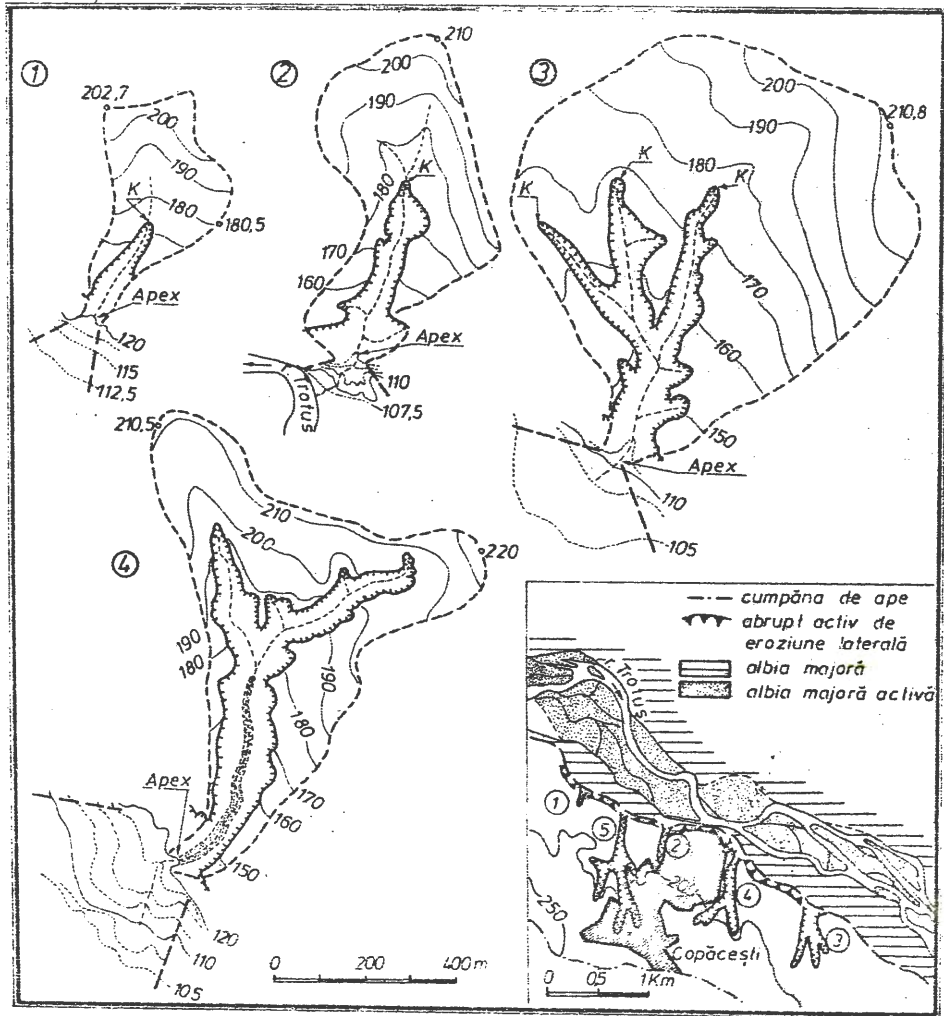 1
202,7
200
190
K
180
180,5
Apex
120
115
112,5
2
210
200
190
180
K
170
160
Apex
110
107,5
Trotuș
3
200
210,8
190
180
K
K
K
170
160
150
Apex
110
105
4
210,5
210
200
220
190
180
190
180
170
160
150
Apex
120
110
105
0 200 400 m
cumpăna de ape
abrupt activ de
eroziune laterală
albia majoră
albia majoră activă
r. Trotuș
1
5
2
200
4
250
3
Copăcești
0 0,5 1 Km